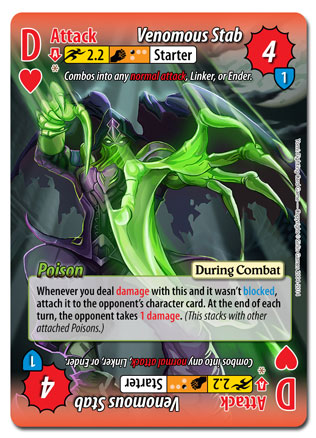 D Attack Venomous Stab
2.2 Starter 4
Combos into any normal attack, Linker, or Ender. 1
Poison During Combat
Whenever you deal damage with this and it wasn't blocked,
attach it to the opponent's character card. At the end of each
turn, the opponent takes 1 damage. (This stacks with other
attached Poisons.)
1 Combos into any normal attack, Linker, or Ender.
4 Starter 2.2
Venomous Stab Attack D